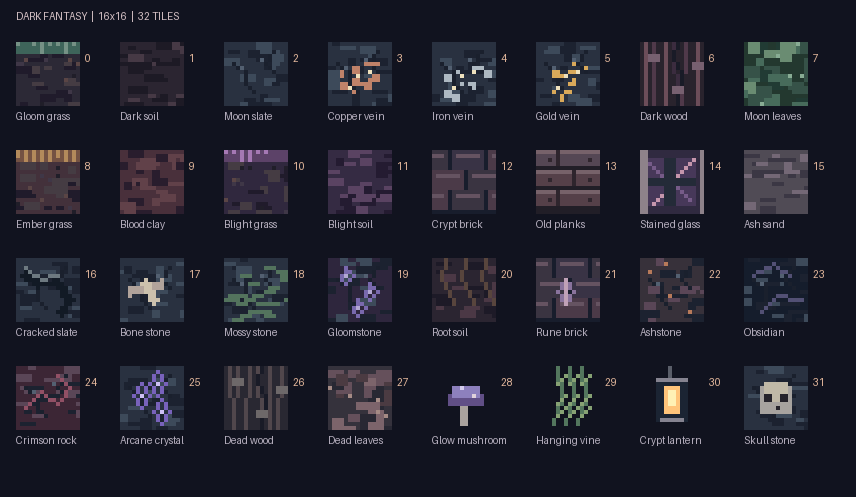 DARK FANTASY | 16x16 | 32 TILES
0 1 2 3 4 5 6 7
Gloom grass Dark soil Moon slate Copper vein Iron vein Gold vein Dark wood Moon leaves
8 9 10 11 12 13 14 15
Ember grass Blood clay Blight grass Blight soil Crypt brick Old planks Stained glass Ash sand
16 17 18 19 20 21 22 23
Cracked slate Bone stone Mossy stone Gloomstone Root soil Rune brick Ashstone Obsidian
24 25 26 27 28 29 30 31
Crimson rock Arcane crystal Dead wood Dead leaves Glow mushroom Hanging vine Crypt lantern Skull stone